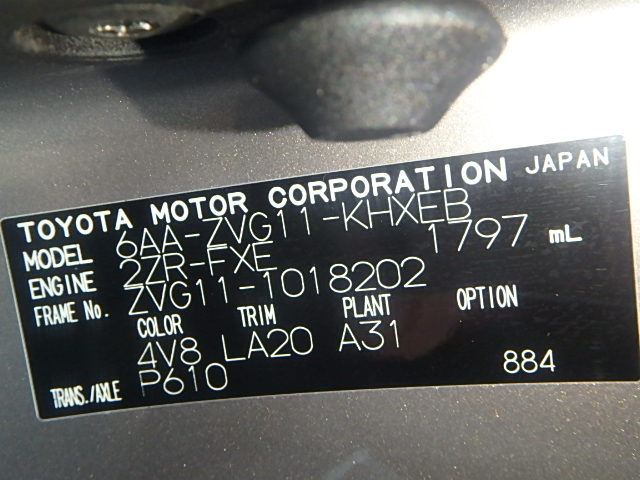 TOYOTA MOTOR CORPORATION JAPAN
MODEL 6AA-ZVG11-KHXEB
ENGINE 2ZR-FXE 1797 mL
FRAME No. ZVG11-1018202
COLOR TRIM PLANT OPTION
4V8 LA20 A31
TRANS./AXLE P610 884